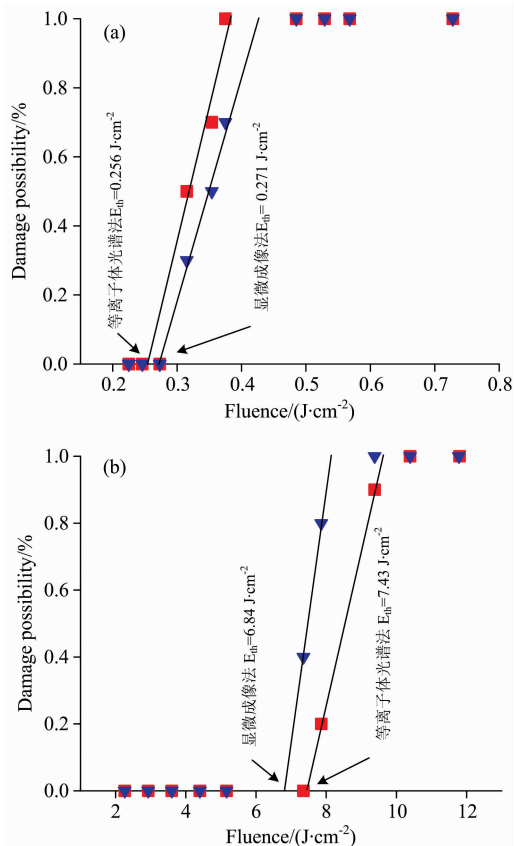 (a)
1.0
0.8
0.6
0.4
0.2
0.0
Damage possibility/%
等离子体光谱法Eth=0.256 J·cm⁻²
显微成像法Eth= 0.271 J·cm⁻²
0.2 0.3 0.4 0.5 0.6 0.7 0.8
Fluence/(J·cm⁻²)
(b)
1.0
0.8
0.6
0.4
0.2
0.0
Damage possibility/%
显微成像法 Eth=6.84 J·cm⁻²
等离子体光谱法 Eth=7.43 J·cm⁻²
2 4 6 8 10 12
Fluence/(J·cm⁻²)